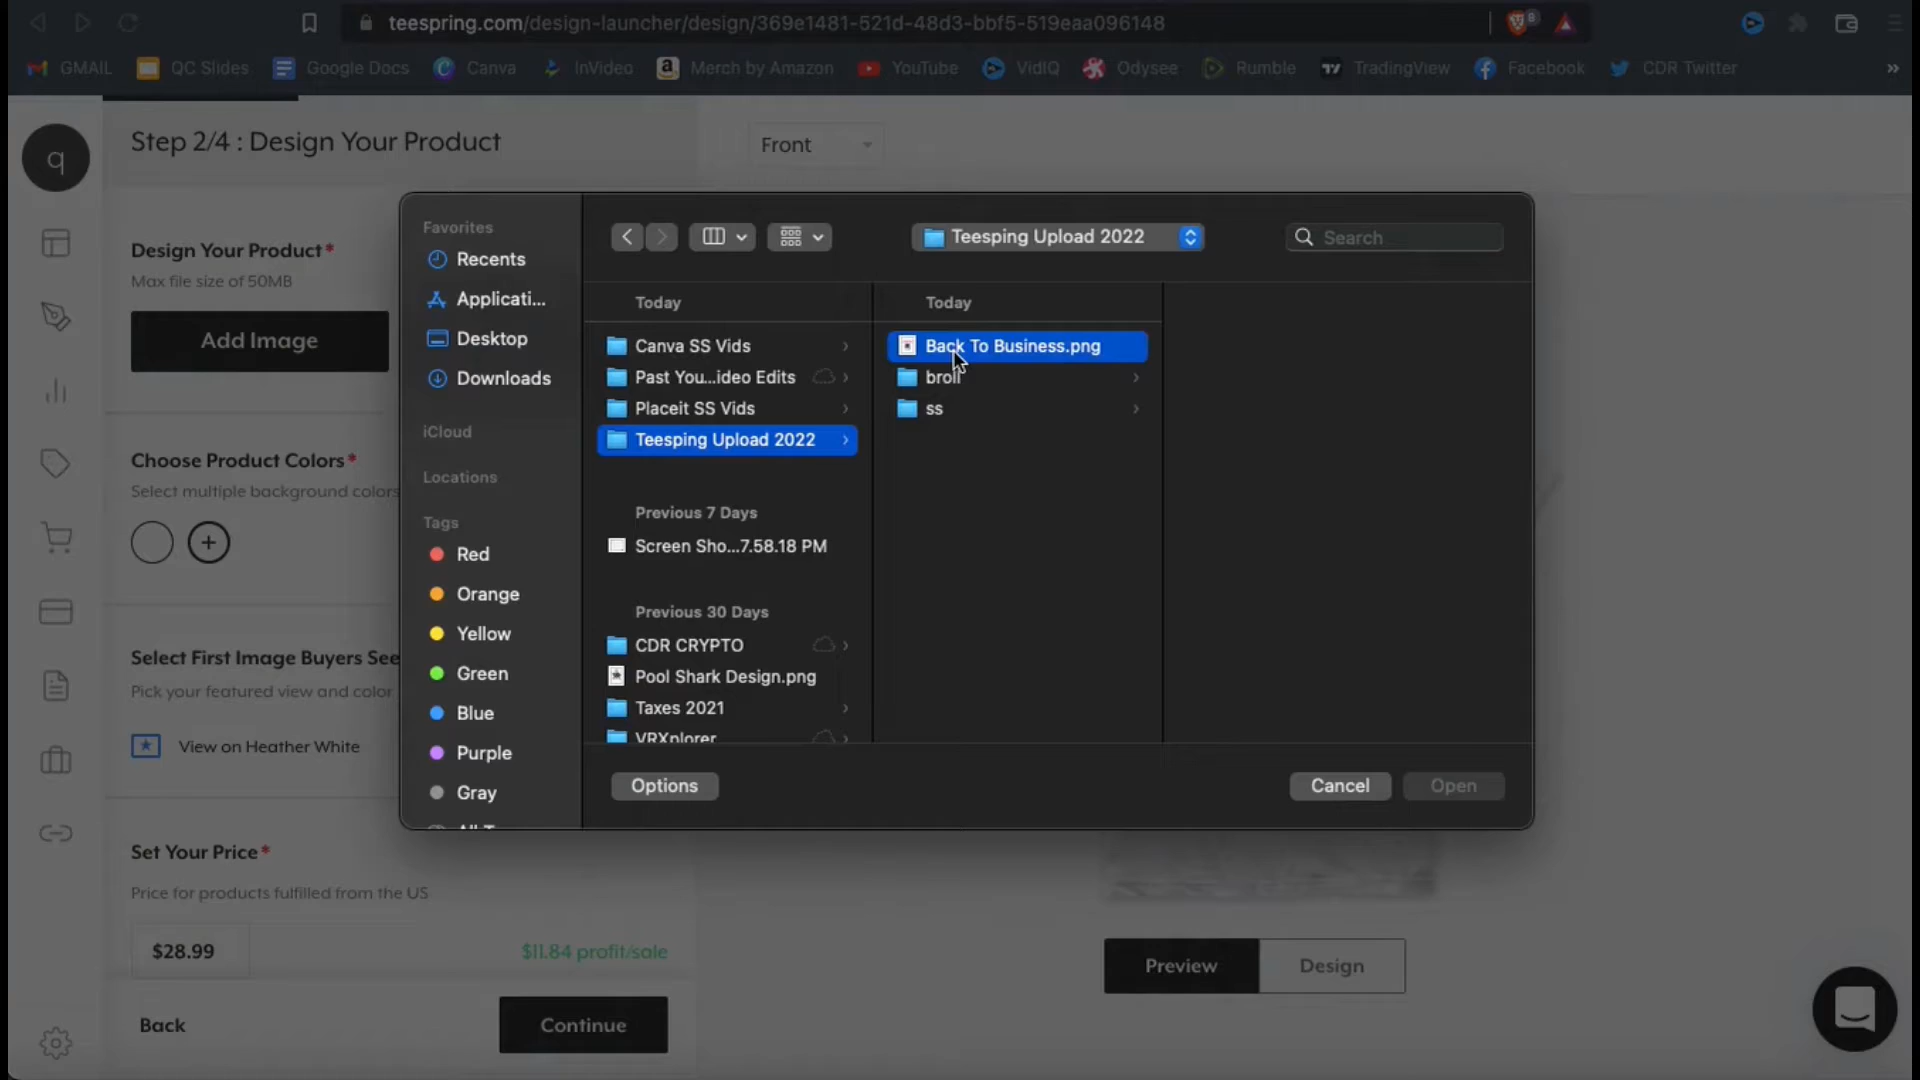 teespring.com/design-launcher/design/369e1481-521d-48d3-bbf5-519eaa096148
8
GMAIL QC Slides Google Docs Canva InVideo Merch by Amazon YouTube VidIQ Odysee Rumble TradingView Facebook CDR Twitter »
q
Step 2/4 : Design Your Product
Front
Design Your Product*
Max file size of 50MB
Add Image
Choose Product Colors*
Select multiple background colors
Select First Image Buyers See
Pick your featured view and color
View on Heather White
Set Your Price*
Price for products fulfilled from the US
$28.99
$11.84 profit/sale
Back
Continue
Favorites
Recents
Applicati...
Desktop
Downloads
iCloud
Locations
Tags
Red
Orange
Yellow
Green
Blue
Purple
Gray
Teesping Upload 2022
Search
Today
Canva SS Vids
Past You...ideo Edits
Placeit SS Vids
Teesping Upload 2022
Previous 7 Days
Screen Sho...7.58.18 PM
Previous 30 Days
CDR CRYPTO
Pool Shark Design.png
Taxes 2021
VRXplorer
Today
Back To Business.png
broll
ss
Options
Cancel
Open
Preview
Design